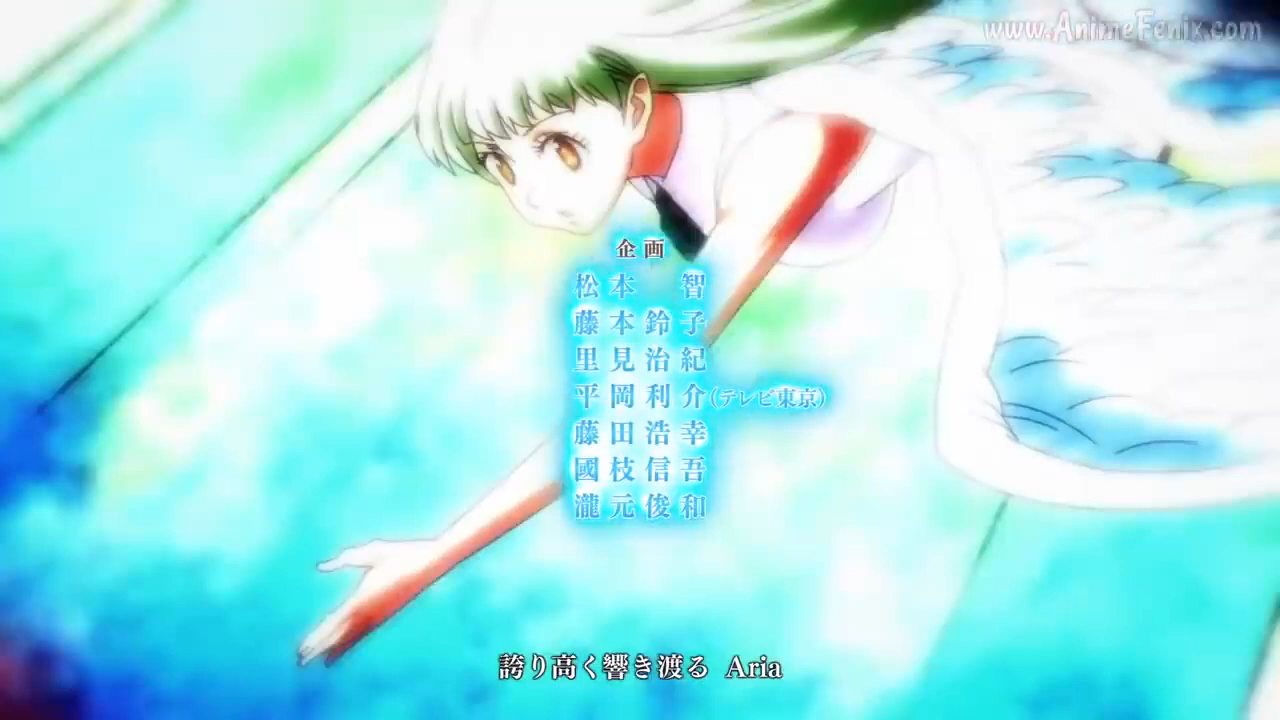 www.AnimeFenix.com
企画
松本 智
藤本鈴子
里見治紀
平岡利介(テレビ東京)
藤田浩幸
國枝信吾
瀧元俊和
誇り高く響き渡る Aria